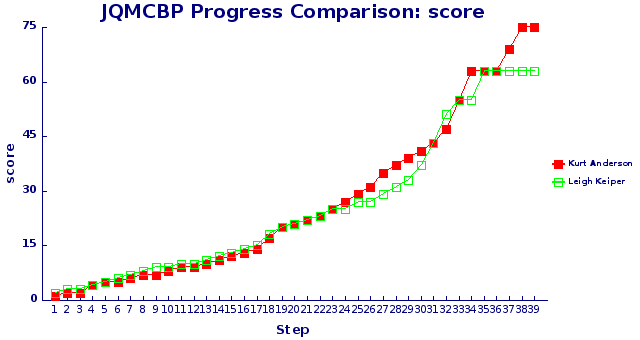 JQMCBP Progress Comparison: score
75
60
45
30
15
0
score
1 2 3 4 5 6 7 8 9 10 11 12 13 14 15 16 17 18 19 20 21 22 23 24 25 26 27 28 29 30 31 32 33 34 35 36 37 38 39
Step
Kurt Anderson
Leigh Keiper